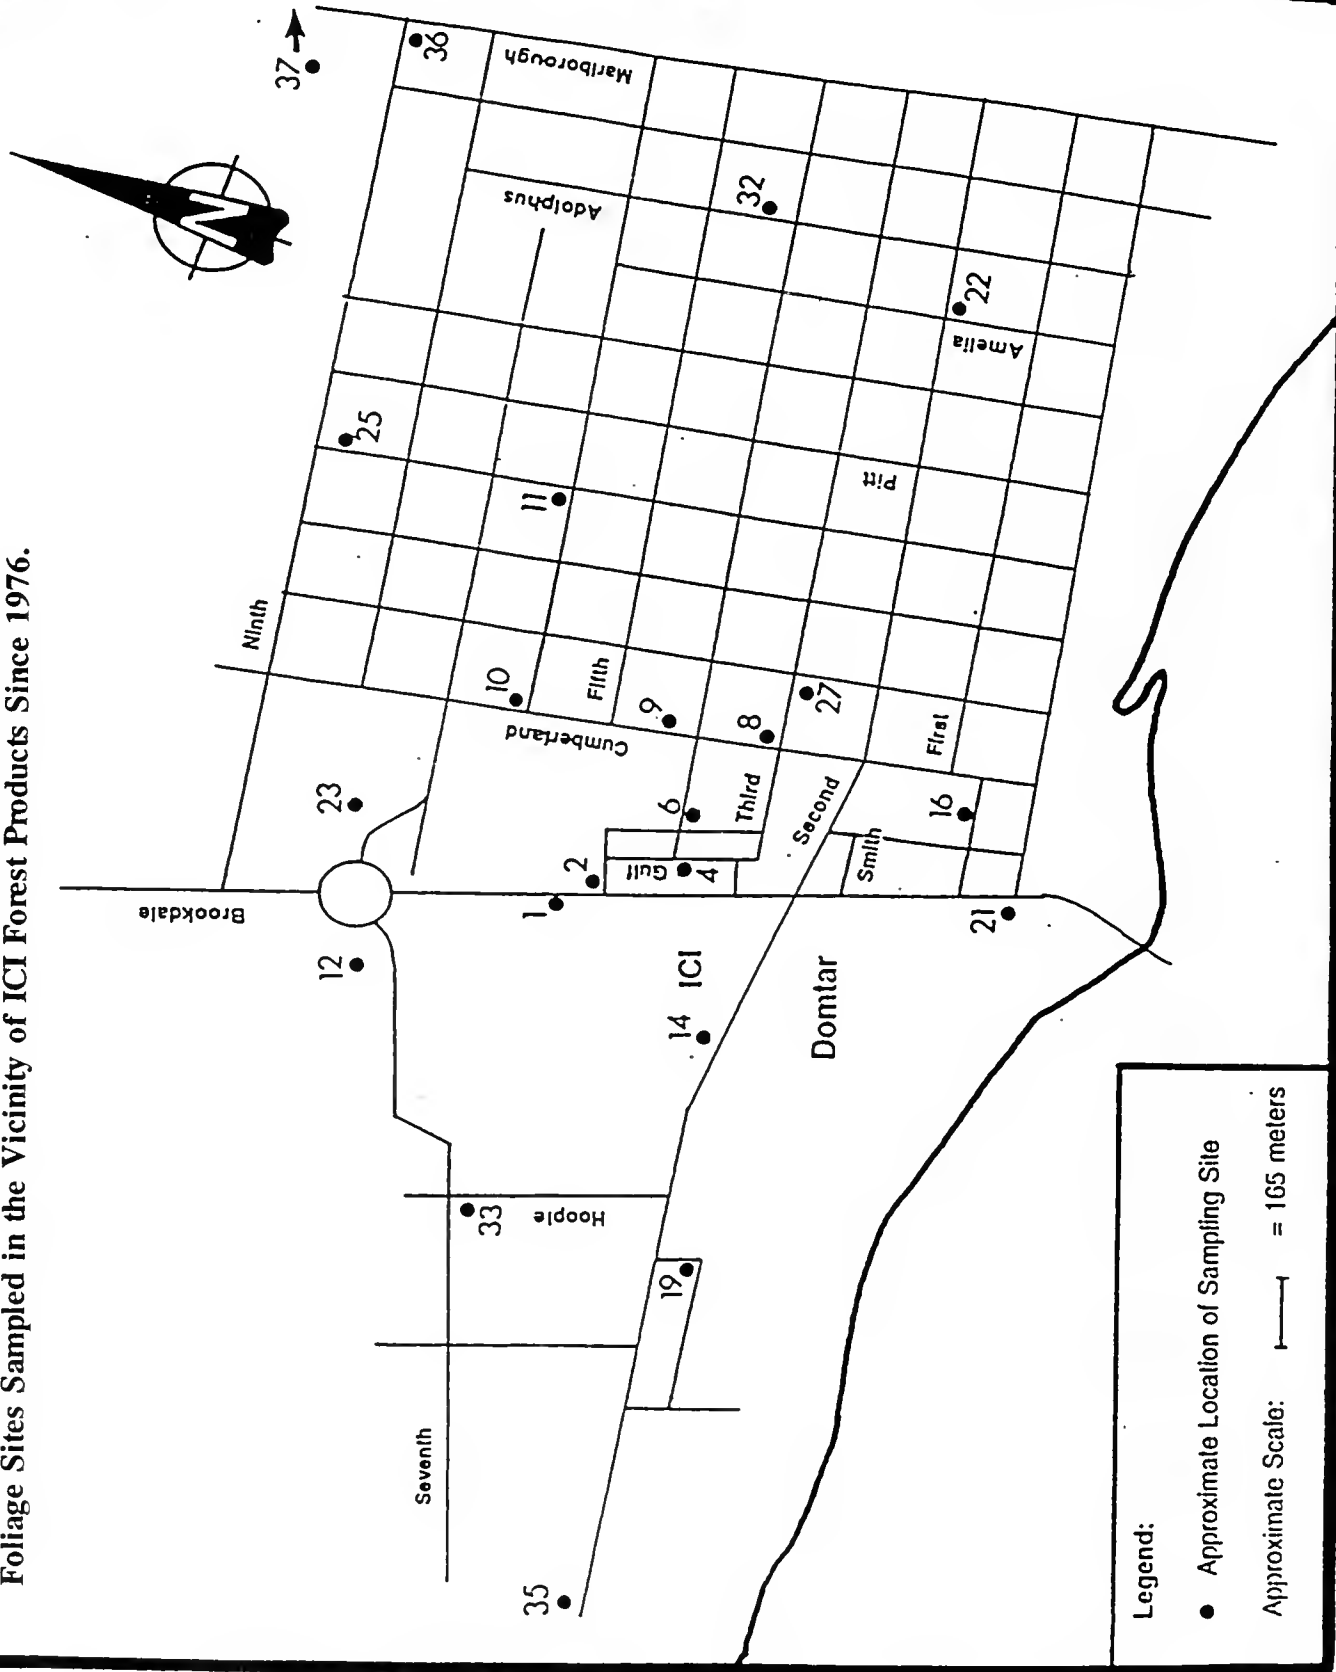 Foliage Sites Sampled in the Vicinity of ICI Forest Products Since 1976.
37
36
Marlborough
N
Adolphus
32
25
22
Amelia
11
Pitt
Ninth
10
Fifth
9
27
Cumberland
8
First
23
6
Third
Second
16
2
Gulf
4
Smith
Brookdale
1
21
12
ICI
14
Domtar
33
Hoople
19
Seventh
35
Legend:
Approximate Location of Sampling Site
Approximate Scale: = 165 meters